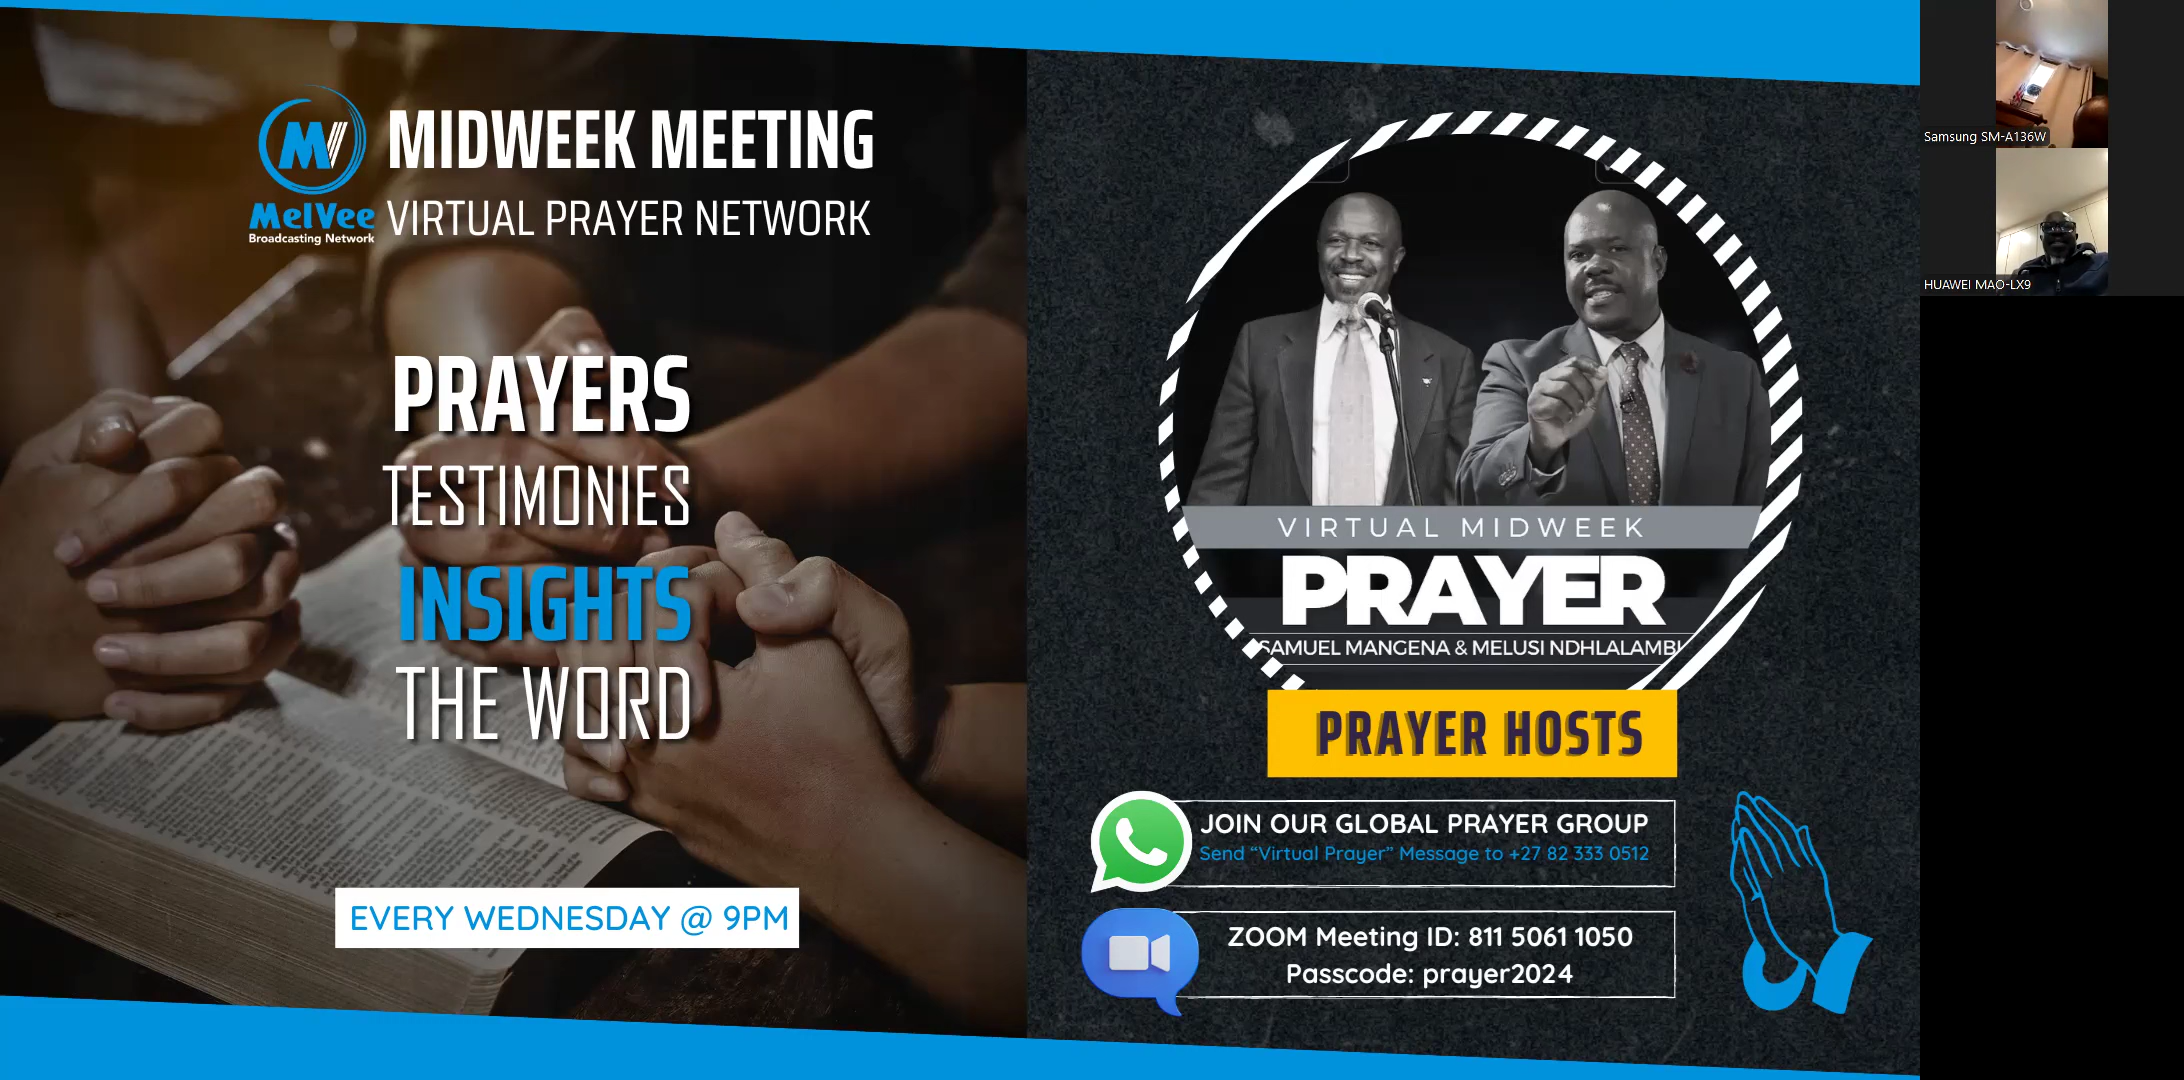 MIDWEEK MEETING
VIRTUAL PRAYER NETWORK
MelVee
Broadcasting Network
PRAYERS
TESTIMONIES
INSIGHTS
THE WORD
EVERY WEDNESDAY @ 9PM
VIRTUAL MIDWEEK
PRAYER
SAMUEL MANGENA & MELUSI NDHLALAMBI
PRAYER HOSTS
JOIN OUR GLOBAL PRAYER GROUP
Send “Virtual Prayer” Message to +27 82 333 0512
ZOOM Meeting ID: 811 5061 1050
Passcode: prayer2024
Samsung SM-A136W
HUAWEI MAO-LX9